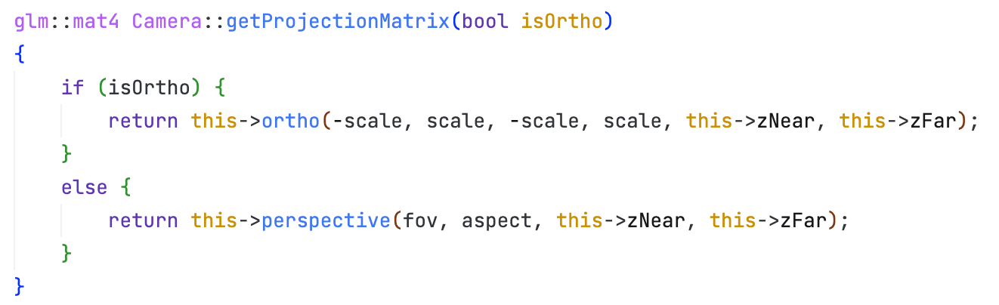 glm::mat4 Camera::getProjectionMatrix(bool isOrtho)
{
    if (isOrtho) {
        return this->ortho(-scale, scale, -scale, scale, this->zNear, this->zFar);
    }
    else {
        return this->perspective(fov, aspect, this->zNear, this->zFar);
    }
}